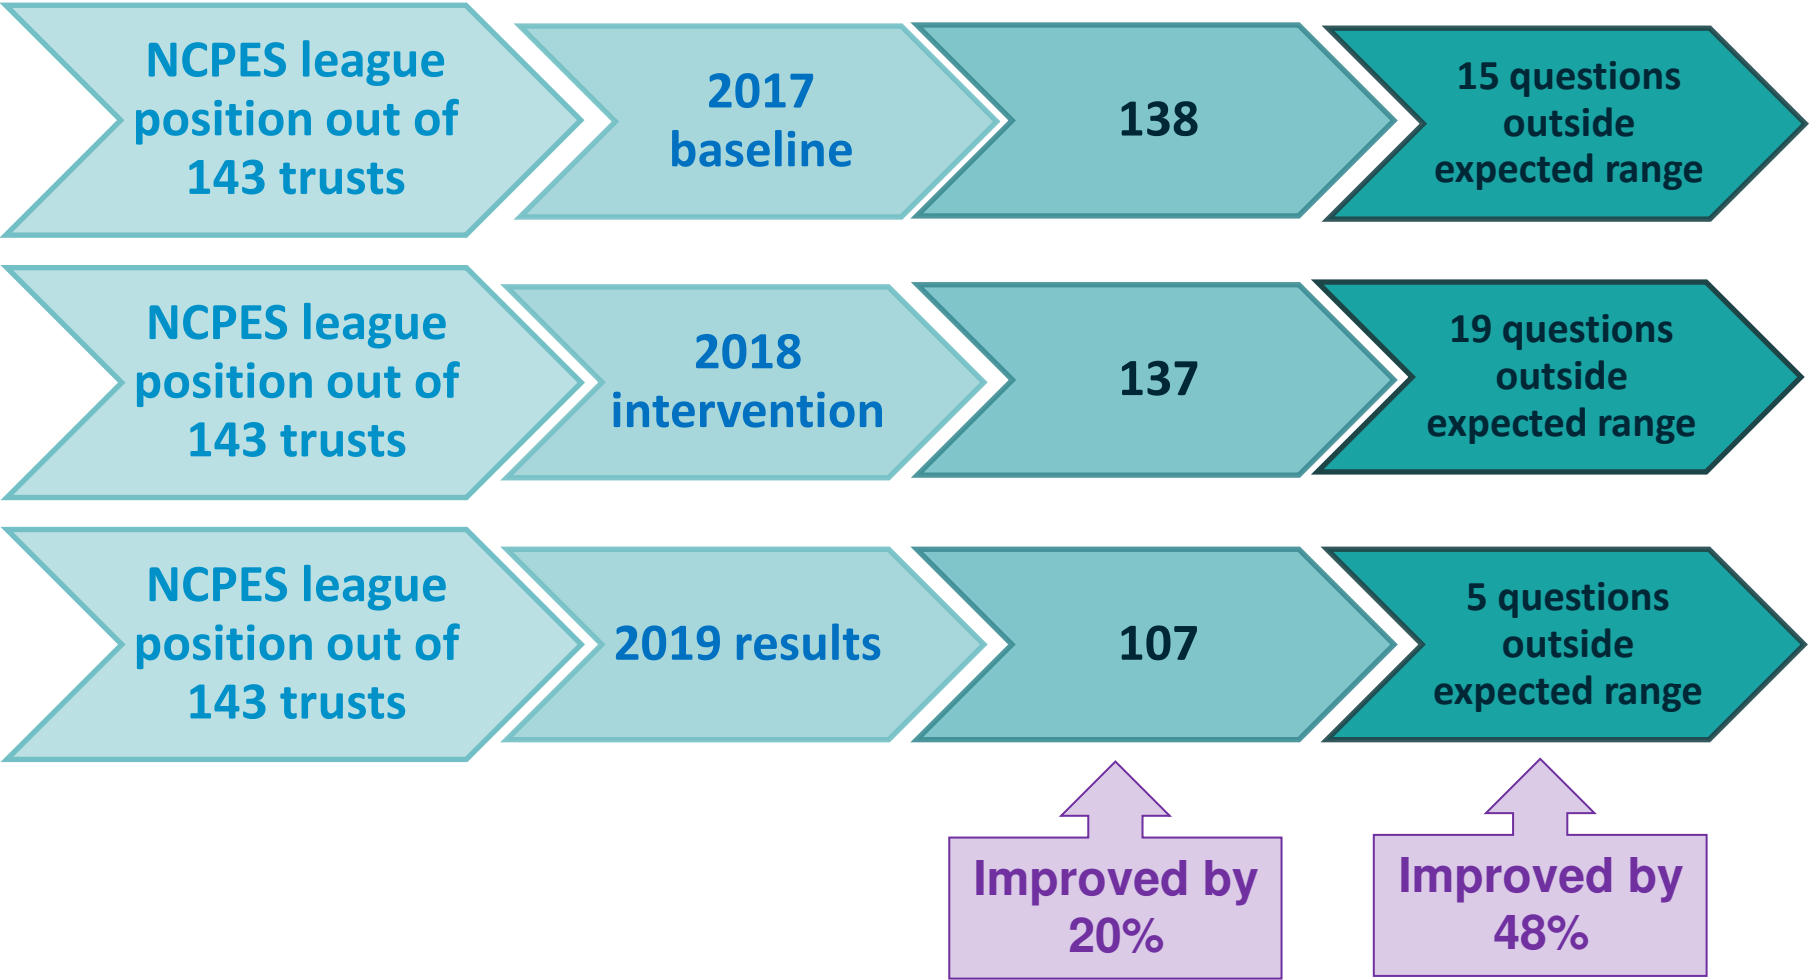 NCPES league
position out of
143 trusts
2017
baseline
138
15 questions
outside
expected range
NCPES league
position out of
143 trusts
2018
intervention
137
19 questions
outside
expected range
NCPES league
position out of
143 trusts
2019 results
107
5 questions
outside
expected range
Improved by
20%
Improved by
48%